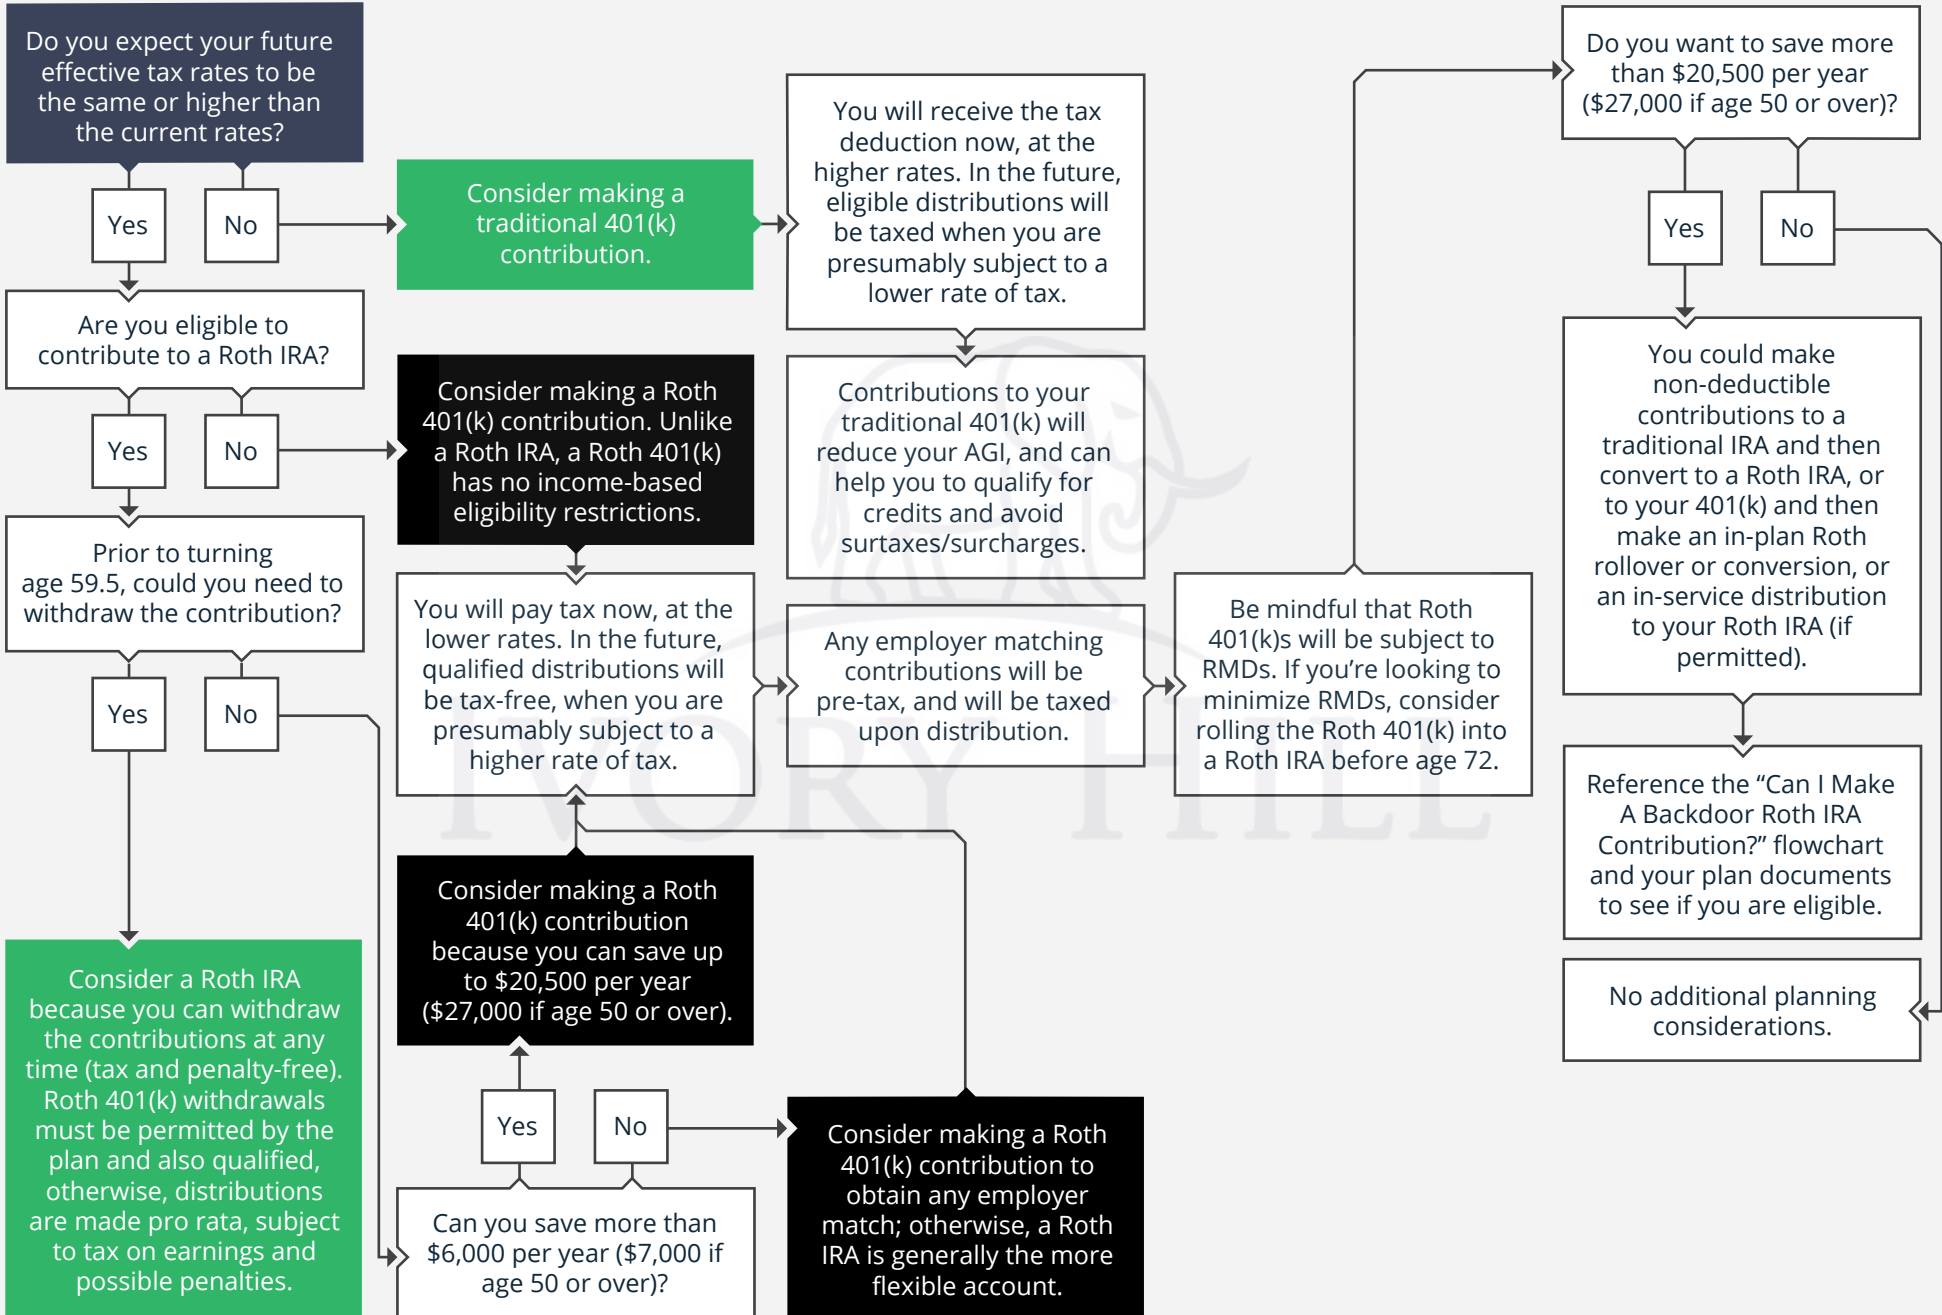 Do you expect your future
effective tax rates to be
the same or higher than
the current rates?
Yes
No
Are you eligible to
contribute to a Roth IRA?
Yes
No
Prior to turning
age 59.5, could you need to
withdraw the contribution?
Yes
No
Consider a Roth IRA
because you can withdraw
the contributions at any
time (tax and penalty-free).
Roth 401(k) withdrawals
must be permitted by the
plan and also qualified,
otherwise, distributions
are made pro rata, subject
to tax on earnings and
possible penalties.
Consider making a
traditional 401(k)
contribution.
Consider making a Roth
401(k) contribution. Unlike
a Roth IRA, a Roth 401(k)
has no income-based
eligibility restrictions.
You will pay tax now, at the
lower rates. In the future,
qualified distributions will
be tax-free, when you are
presumably subject to a
higher rate of tax.
Consider making a Roth
401(k) contribution
because you can save up
to $20,500 per year
($27,000 if age 50 or over).
Yes
No
Can you save more than
$6,000 per year ($7,000 if
age 50 or over)?
You will receive the tax
deduction now, at the
higher rates. In the future,
eligible distributions will
be taxed when you are
presumably subject to a
lower rate of tax.
Contributions to your
traditional 401(k) will
reduce your AGI, and can
help you to qualify for
credits and avoid
surtaxes/surcharges.
Any employer matching
contributions will be
pre-tax, and will be taxed
upon distribution.
Consider making a Roth
401(k) contribution to
obtain any employer
match; otherwise, a Roth
IRA is generally the more
flexible account.
Be mindful that Roth
401(k)s will be subject to
RMDs. If you’re looking to
minimize RMDs, consider
rolling the Roth 401(k) into
a Roth IRA before age 72.
Do you want to save more
than $20,500 per year
($27,000 if age 50 or over)?
Yes
No
You could make
non-deductible
contributions to a
traditional IRA and then
convert to a Roth IRA, or
to your 401(k) and then
make an in-plan Roth
rollover or conversion, or
an in-service distribution
to your Roth IRA (if
permitted).
Reference the “Can I Make
A Backdoor Roth IRA
Contribution?” flowchart
and your plan documents
to see if you are eligible.
No additional planning
considerations.
IVORY HILL